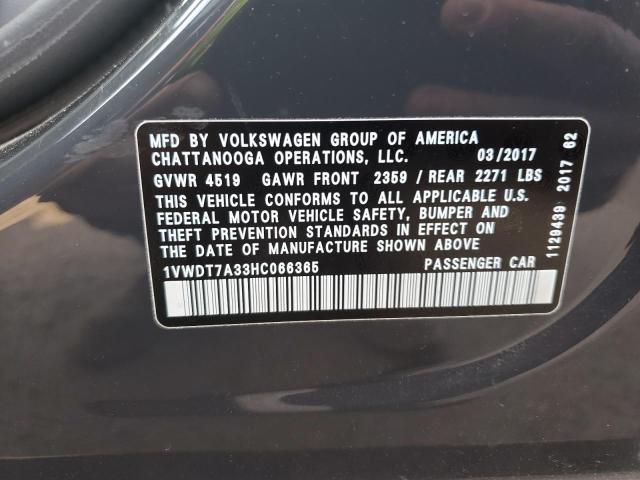 MFD BY VOLKSWAGEN GROUP OF AMERICA
CHATTANOOGA OPERATIONS, LLC. 03/2017
GVWR 4519 GAWR FRONT 2359 / REAR 2271 LBS
THIS VEHICLE CONFORMS TO ALL APPLICABLE U.S.
FEDERAL MOTOR VEHICLE SAFETY, BUMPER AND
THEFT PREVENTION STANDARDS IN EFFECT ON
THE DATE OF MANUFACTURE SHOWN ABOVE
1VWDT7A33HC066365 PASSENGER CAR
1129439 2017 62